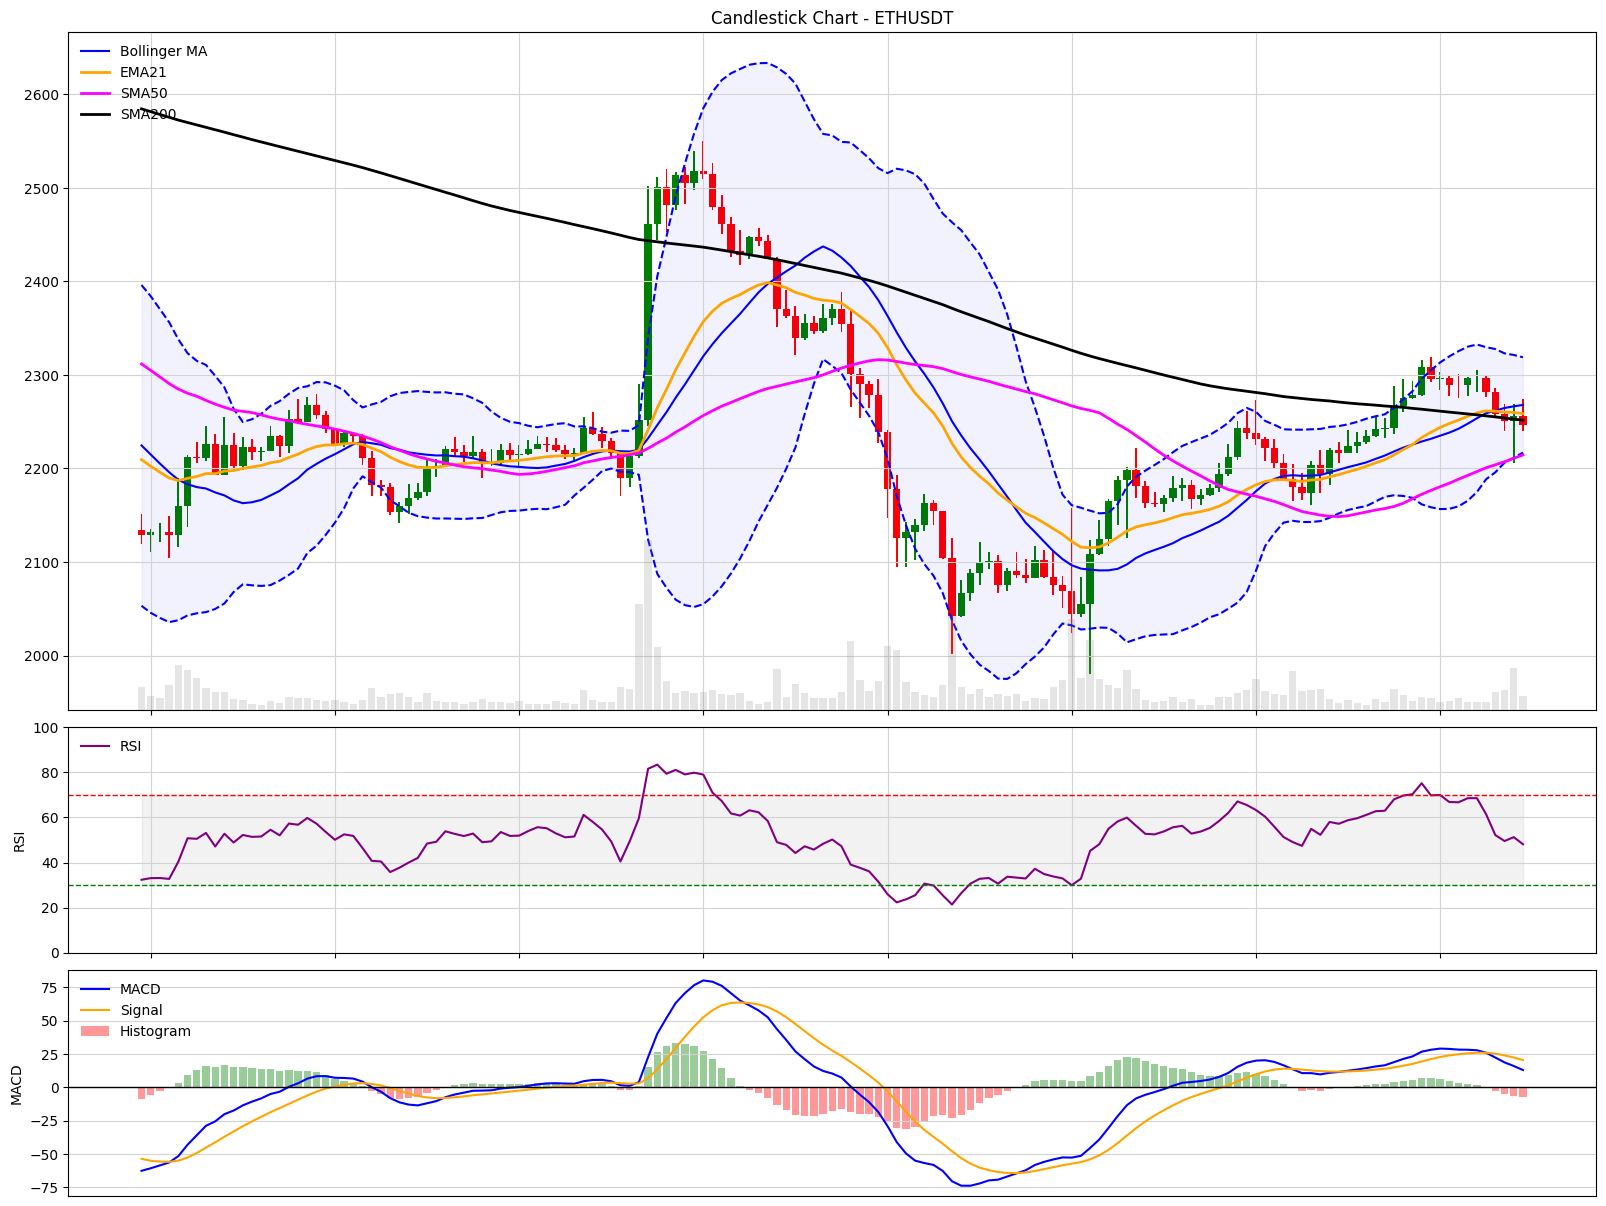 Candlestick Chart - ETHUSDT
Bollinger MA
EMA21
SMA50
SMA200
2600
2500
2400
2300
2200
2100
2000
100
80
60
40
20
0
RSI
RSI
75
50
25
0
−25
−50
−75
MACD
MACD
Signal
Histogram